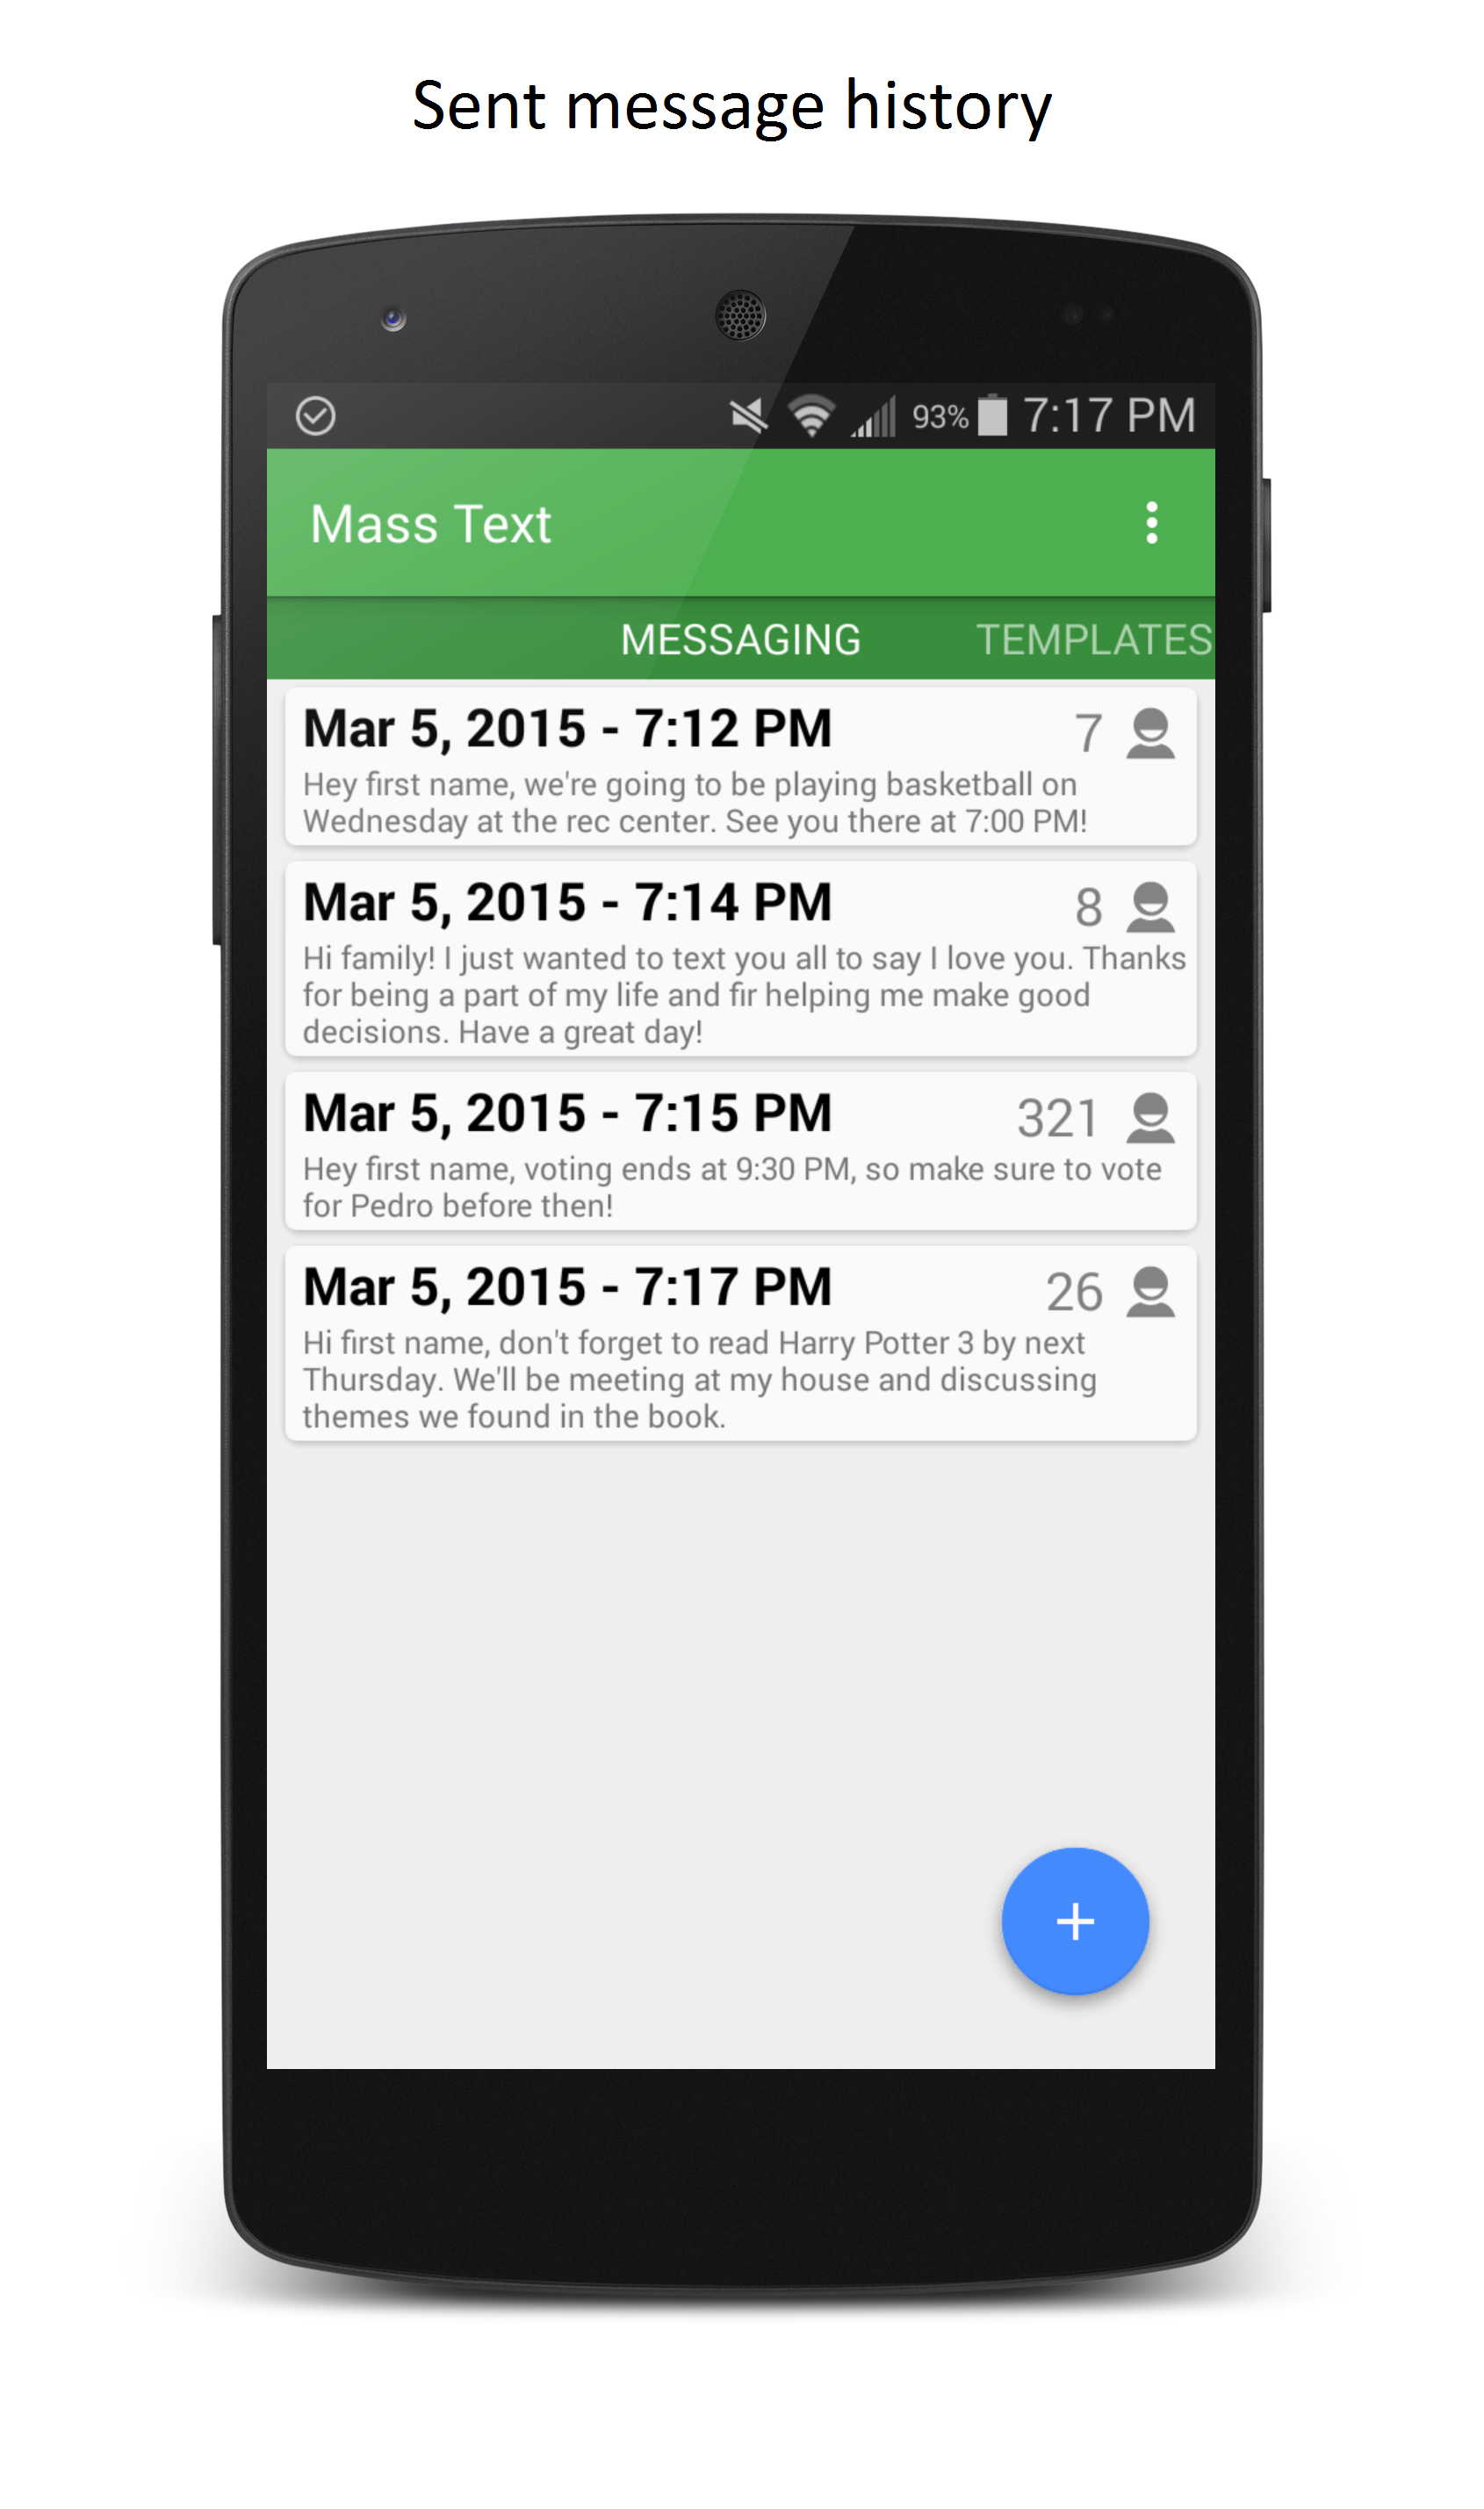 Sent message history
93% 7:17 PM
Mass Text
MESSAGING TEMPLATES
Mar 5, 2015 - 7:12 PM 7
Hey first name, we're going to be playing basketball on
Wednesday at the rec center. See you there at 7:00 PM!
Mar 5, 2015 - 7:14 PM 8
Hi family! I just wanted to text you all to say I love you. Thanks
for being a part of my life and fir helping me make good
decisions. Have a great day!
Mar 5, 2015 - 7:15 PM 321
Hey first name, voting ends at 9:30 PM, so make sure to vote
for Pedro before then!
Mar 5, 2015 - 7:17 PM 26
Hi first name, don't forget to read Harry Potter 3 by next
Thursday. We'll be meeting at my house and discussing
themes we found in the book.
+